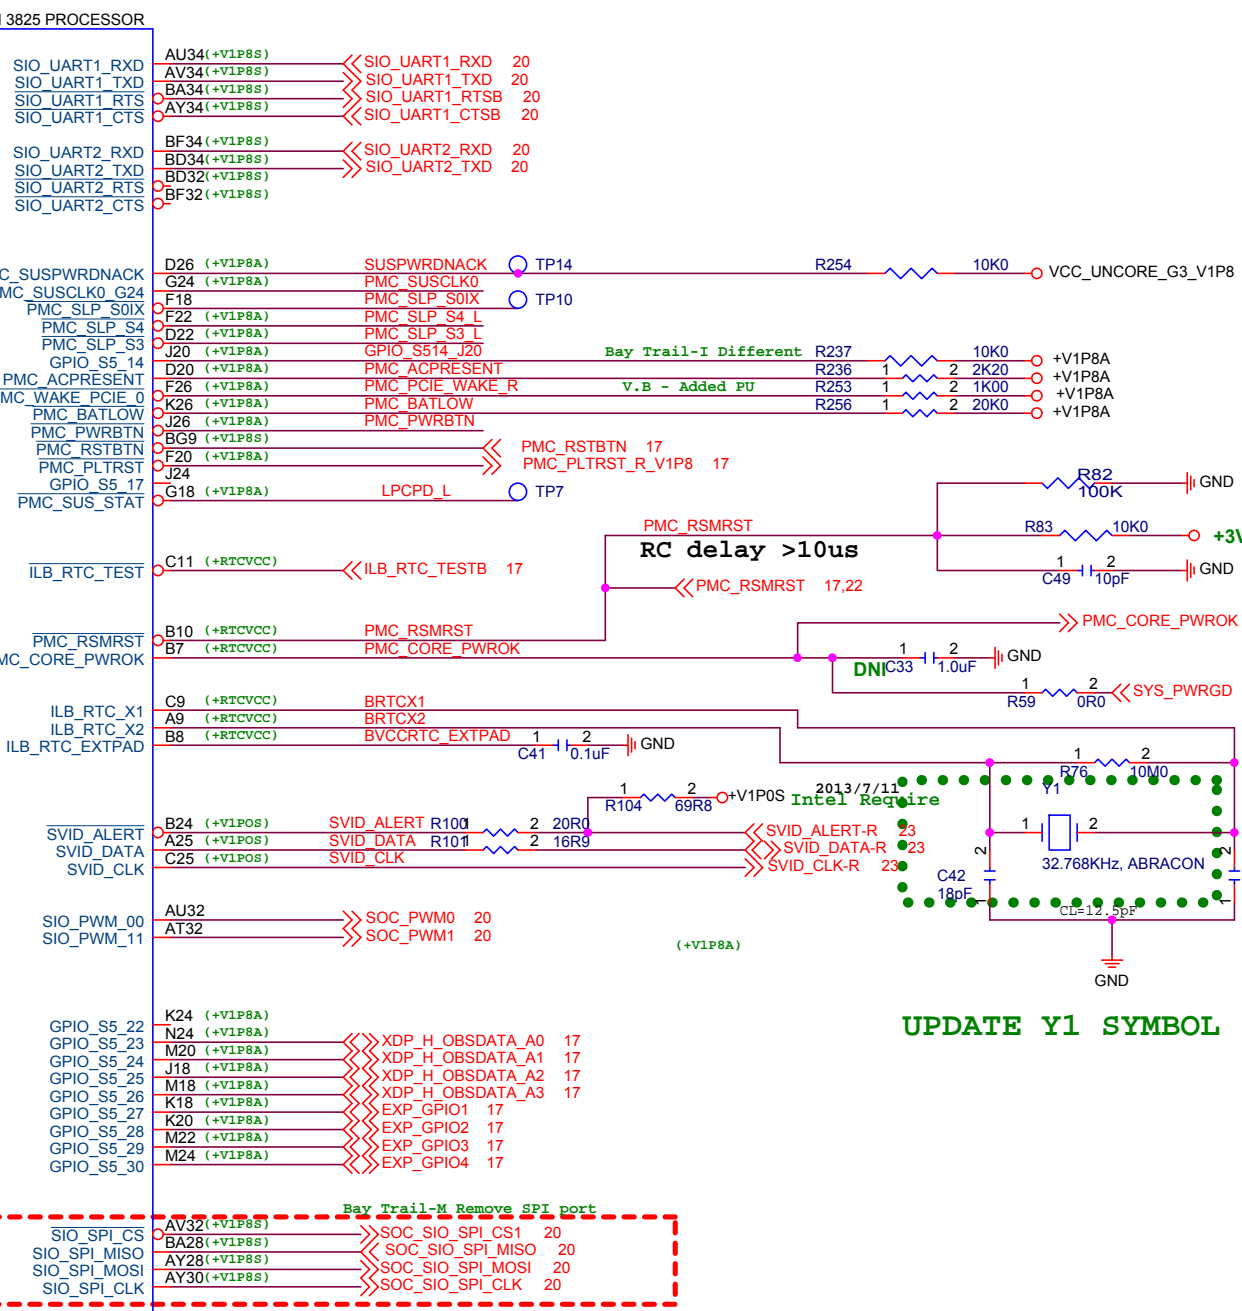 3825 PROCESSOR
SIO_UART1_RXD AU34 (+V1P8S) SIO_UART1_RXD 20
SIO_UART1_TXD AV34 (+V1P8S) SIO_UART1_TXD 20
SIO_UART1_RTS BA34 (+V1P8S) SIO_UART1_RTSB 20
SIO_UART1_CTS AY34 (+V1P8S) SIO_UART1_CTSB 20
SIO_UART2_RXD BF34 (+V1P8S) SIO_UART2_RXD 20
SIO_UART2_TXD BD34 (+V1P8S) SIO_UART2_TXD 20
SIO_UART2_RTS BD32 (+V1P8S)
SIO_UART2_CTS BF32 (+V1P8S)
C_SUSPWRDNACK D26 (+V1P8A) SUSPWRDNACK TP14 R254 10K0 VCC_UNCORE_G3_V1P8
MC_SUSCLK0_G24 G24 (+V1P8A) PMC_SUSCLK0
PMC_SLP_S0IX F18 PMC_SLP_S0IX TP10
PMC_SLP_S4 F22 (+V1P8A) PMC_SLP_S4_L
PMC_SLP_S3 D22 (+V1P8A) PMC_SLP_S3_L
GPIO_S5_14 J20 (+V1P8A) GPIO_S514_J20 Bay Trail-I Different R237 10K0 +V1P8A
PMC_ACPRESENT D20 (+V1P8A) PMC_ACPRESENT R236 1 2 2K20 +V1P8A
MC_WAKE_PCIE_0 F26 (+V1P8A) PMC_PCIE_WAKE_R V.B - Added PU R253 1 2 1K00 +V1P8A
PMC_BATLOW K26 (+V1P8A) PMC_BATLOW R256 1 2 20K0 +V1P8A
PMC_PWRBTN J26 (+V1P8A) PMC_PWRBTN
PMC_RSTBTN BG9 (+V1P8S) PMC_RSTBTN 17
PMC_PLTRST F20 (+V1P8A) PMC_PLTRST_R_V1P8 17
GPIO_S5_17 J24
PMC_SUS_STAT G18 (+V1P8A) LPCPD_L TP7
R82 100K GND
PMC_RSMRST R83 10K0 +3V
RC delay >10us
ILB_RTC_TEST C11 (+RTCVCC) ILB_RTC_TESTB 17
C49 1 2 10pF GND
PMC_RSMRST 17,22
PMC_CORE_PWROK
PMC_RSMRST B10 (+RTCVCC) PMC_RSMRST
MC_CORE_PWROK B7 (+RTCVCC) PMC_CORE_PWROK
DNI C33 1 2 1.0uF GND
R59 1 2 0R0 SYS_PWRGD
ILB_RTC_X1 C9 (+RTCVCC) BRTCX1
ILB_RTC_X2 A9 (+RTCVCC) BRTCX2
ILB_RTC_EXTPAD B8 (+RTCVCC) BVCCRTC_EXTPAD C41 1 2 0.1uF GND
R76 1 2 10M0
R104 1 2 69R8 +V1P0S 2013/7/11 Intel Require
Y1
SVID_ALERT B24 (+V1POS) SVID_ALERT R100 1 2 20R0 SVID_ALERT-R 23
SVID_DATA A25 (+V1POS) SVID_DATA R101 1 2 16R9 SVID_DATA-R 23
SVID_CLK C25 (+V1POS) SVID_CLK SVID_CLK-R 23
1 2
32.768KHz, ABRACON
2 C42 18pF 1
2 1
CL=12.5pF
SIO_PWM_00 AU32 SOC_PWM0 20
SIO_PWM_11 AT32 SOC_PWM1 20
(+V1P8A)
GND
UPDATE Y1 SYMBOL
GPIO_S5_22 K24 (+V1P8A)
GPIO_S5_23 N24 (+V1P8A) XDP_H_OBSDATA_A0 17
GPIO_S5_24 M20 (+V1P8A) XDP_H_OBSDATA_A1 17
GPIO_S5_25 J18 (+V1P8A) XDP_H_OBSDATA_A2 17
GPIO_S5_26 M18 (+V1P8A) XDP_H_OBSDATA_A3 17
GPIO_S5_27 K18 (+V1P8A) EXP_GPIO1 17
GPIO_S5_28 K20 (+V1P8A) EXP_GPIO2 17
GPIO_S5_29 M22 (+V1P8A) EXP_GPIO3 17
GPIO_S5_30 M24 (+V1P8A) EXP_GPIO4 17
Bay Trail-M Remove SPI port
SIO_SPI_CS AV32 (+V1P8S) SOC_SIO_SPI_CS1 20
SIO_SPI_MISO BA28 (+V1P8S) SOC_SIO_SPI_MISO 20
SIO_SPI_MOSI AY28 (+V1P8S) SOC_SIO_SPI_MOSI 20
SIO_SPI_CLK AY30 (+V1P8S) SOC_SIO_SPI_CLK 20